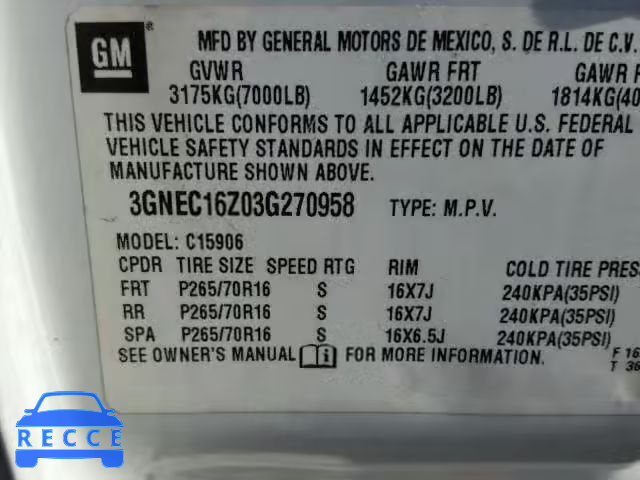 GM
MFD BY GENERAL MOTORS DE MEXICO, S. DE R.L. DE C.V.
GVWR GAWR FRT GAWR
3175KG(7000LB) 1452KG(3200LB) 1814KG(40
THIS VEHICLE CONFORMS TO ALL APPLICABLE U.S. FEDERAL
VEHICLE SAFETY STANDARDS IN EFFECT ON THE DATE OF
MANUFACTURE SHOWN ABOVE.
3GNEC16Z03G270958 TYPE: M.P.V.
MODEL: C15906
CPDR TIRE SIZE SPEED RTG RIM COLD TIRE PRES
FRT P265/70R16 S 16X7J 240KPA(35PSI)
RR P265/70R16 S 16X7J 240KPA(35PSI)
SPA P265/70R16 S 16X6.5J 240KPA(35PSI)
SEE OWNER'S MANUAL i FOR MORE INFORMATION.
F 16
T 36
RECCE